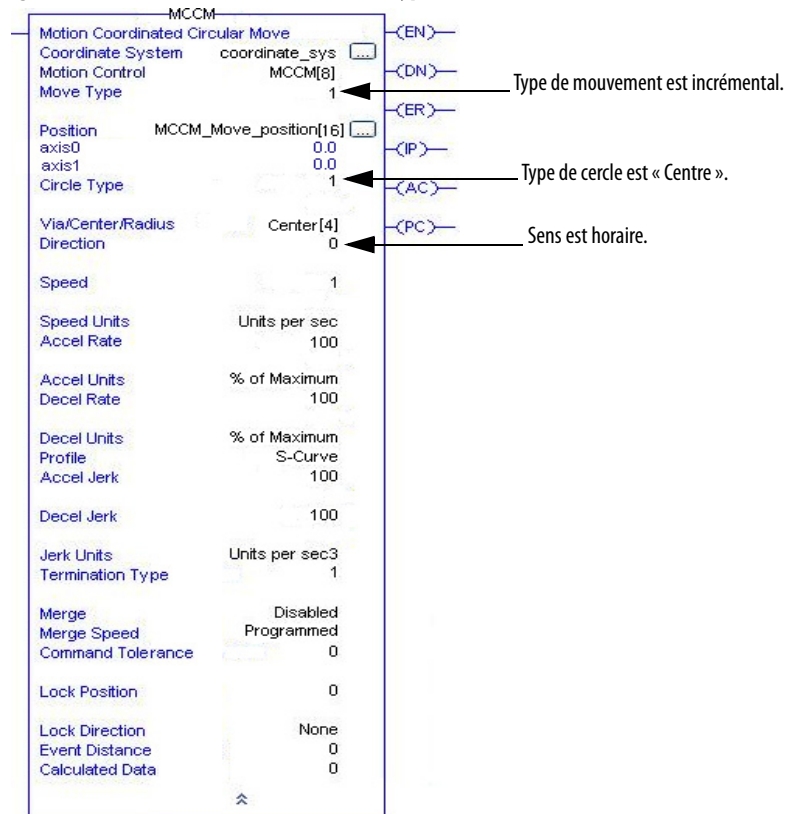 MCCM
Motion Coordinated Circular Move
(EN)
Coordinate System coordinate_sys ...
Motion Control MCCM[8]
(DN)
Move Type 1
Type de mouvement est incrémental.
(ER)
Position MCCM_Move_position[16] ...
axis0 0.0
(IP)
axis1 0.0
Circle Type 1
Type de cercle est « Centre ».
(AC)
Via/Center/Radius Center[4]
(PC)
Direction 0
Sens est horaire.
Speed 1
Speed Units Units per sec
Accel Rate 100
Accel Units % of Maximum
Decel Rate 100
Decel Units % of Maximum
Profile S-Curve
Accel Jerk 100
Decel Jerk 100
Jerk Units Units per sec3
Termination Type 1
Merge Disabled
Merge Speed Programmed
Command Tolerance 0
Lock Position 0
Lock Direction None
Event Distance 0
Calculated Data 0